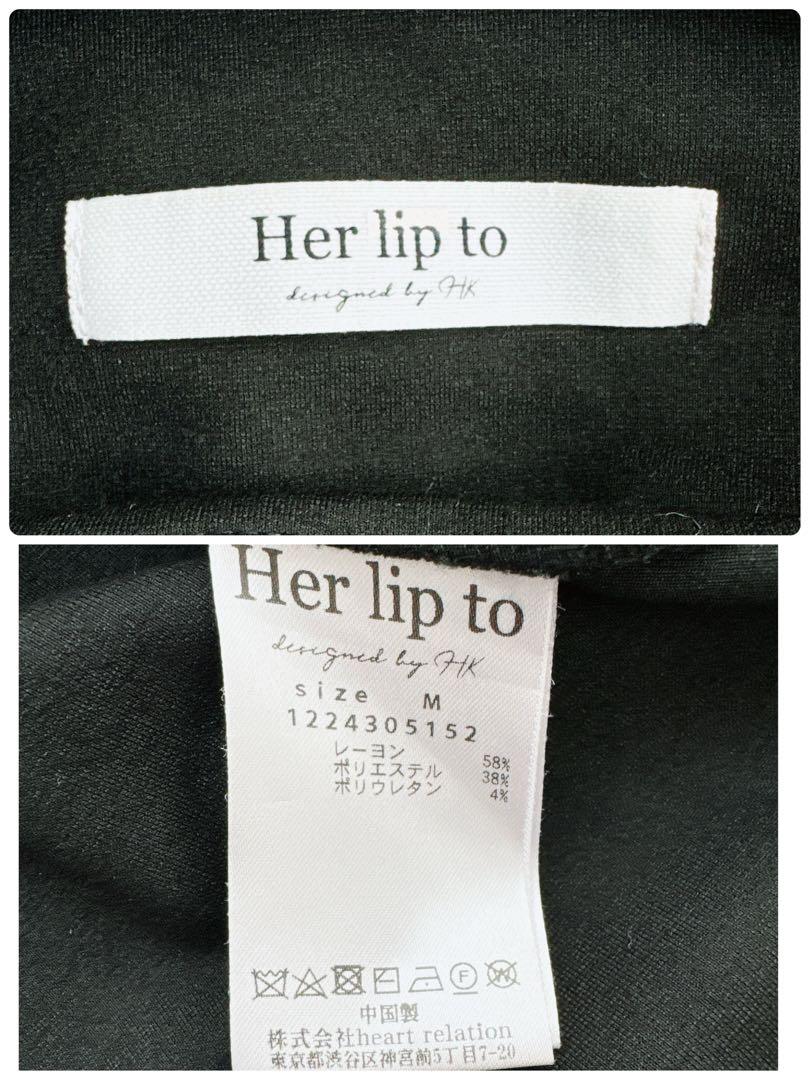 Her lip to
designed by HK
Her lip to
designed by HK
size M
1224305152
レーヨン 58%
ポリエステル 38%
ポリウレタン 4%
中国製
株式会社heart relation
東京都渋谷区神宮前5丁目7-20